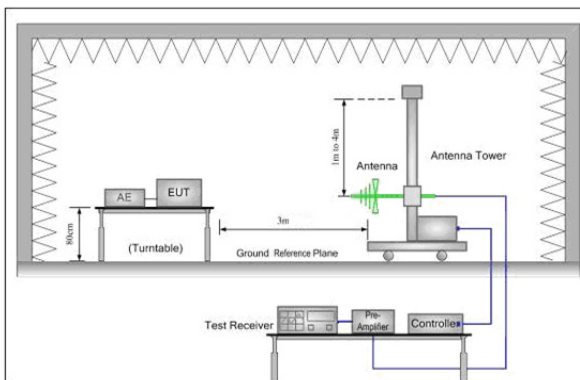 1m to 4m
Antenna
Antenna Tower
AE
EUT
80cm
(Turntable)
3m
Ground Reference Plane
Test Receiver
Pre-
Amplifier
Controller